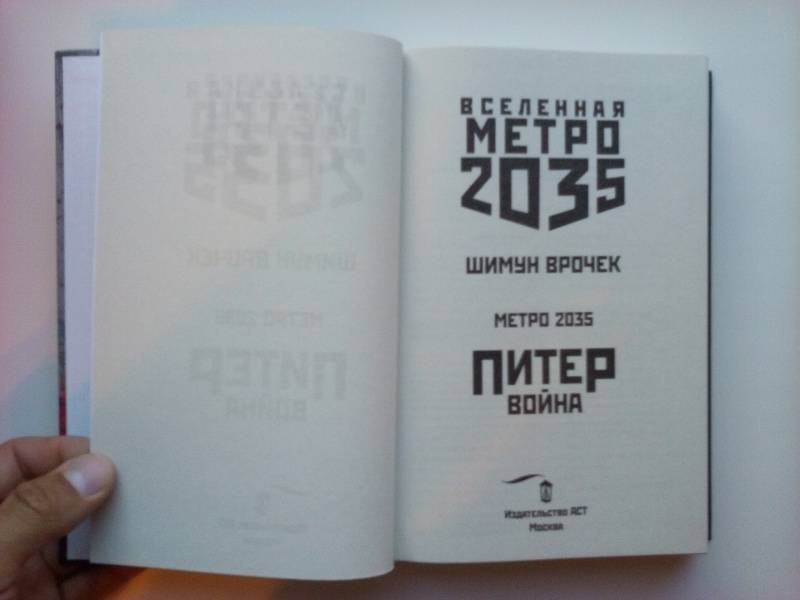 ВСЕЛЕННАЯ
МЕТРО
2035
ШИМУН ВРОЧЕК
МЕТРО 2035
ПИТЕР
ВОЙНА
Издательство АСТ
Москва